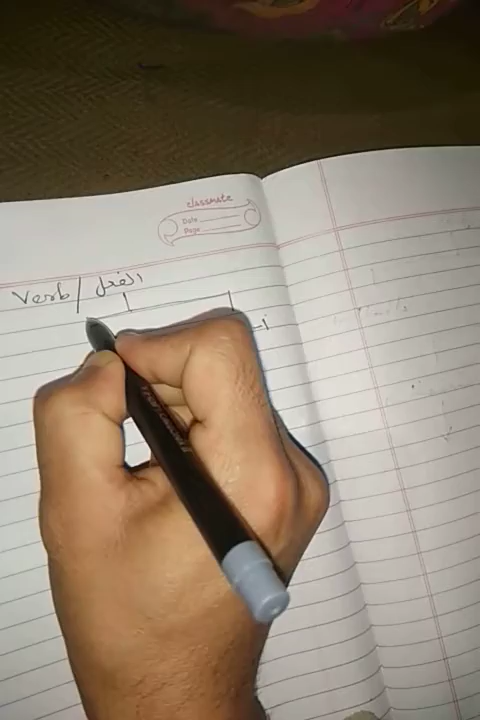 classmate
Date
Page
Verb / الفعل